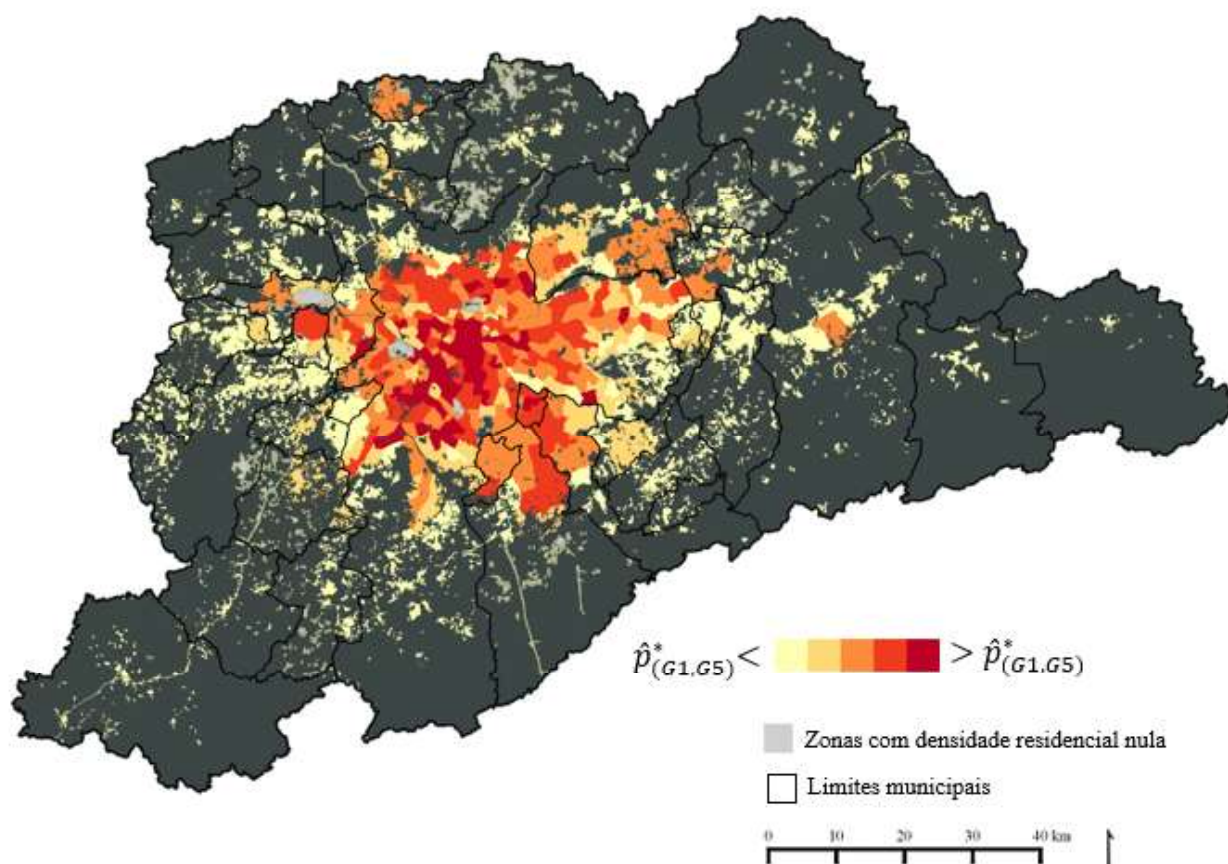 p̂*(G1,G5) < > p̂*(G1.G5)
Zonas com densidade residencial nula
Limites municipais
0 10 20 30 40 km